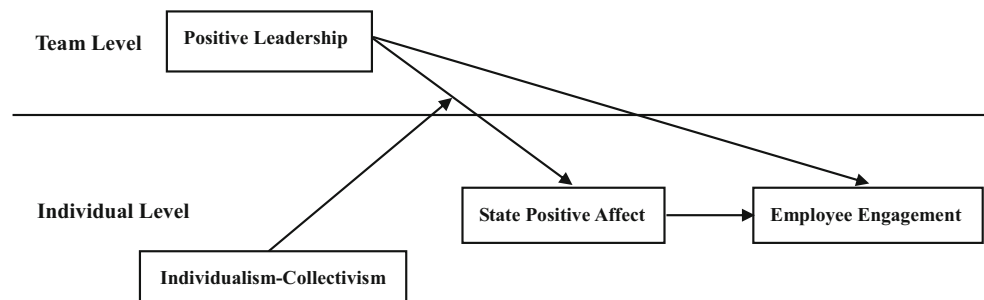 Team Level
Positive Leadership
Individual Level
State Positive Affect
Employee Engagement
Individualism-Collectivism